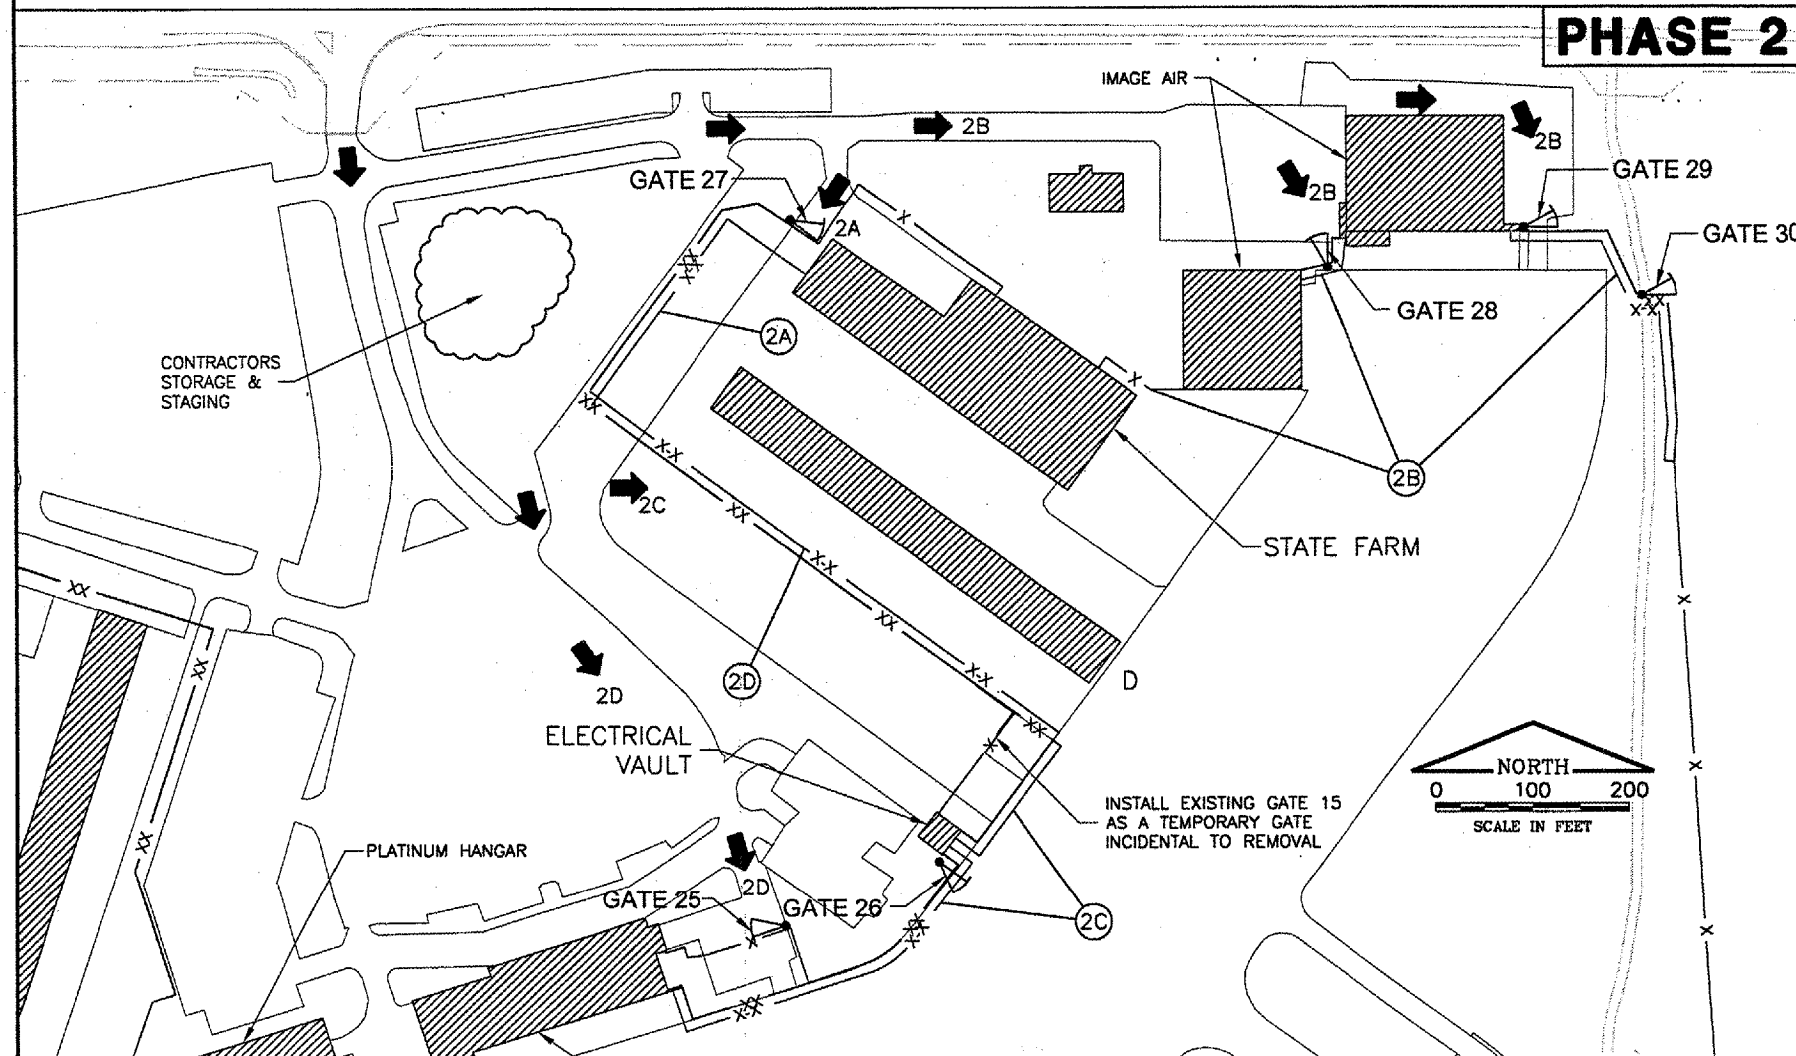 PHASE 2
IMAGE AIR
2B
2B
GATE 27
2B
GATE 29
2A
GATE 30
GATE 28
2A
CONTRACTORS
STORAGE &
STAGING
2B
2C
STATE FARM
2D
2D
D
ELECTRICAL
VAULT
NORTH
0 100 200
SCALE IN FEET
INSTALL EXISTING GATE 15
AS A TEMPORARY GATE
INCIDENTAL TO REMOVAL
PLATINUM HANGAR
2D
GATE 25
GATE 26
2C